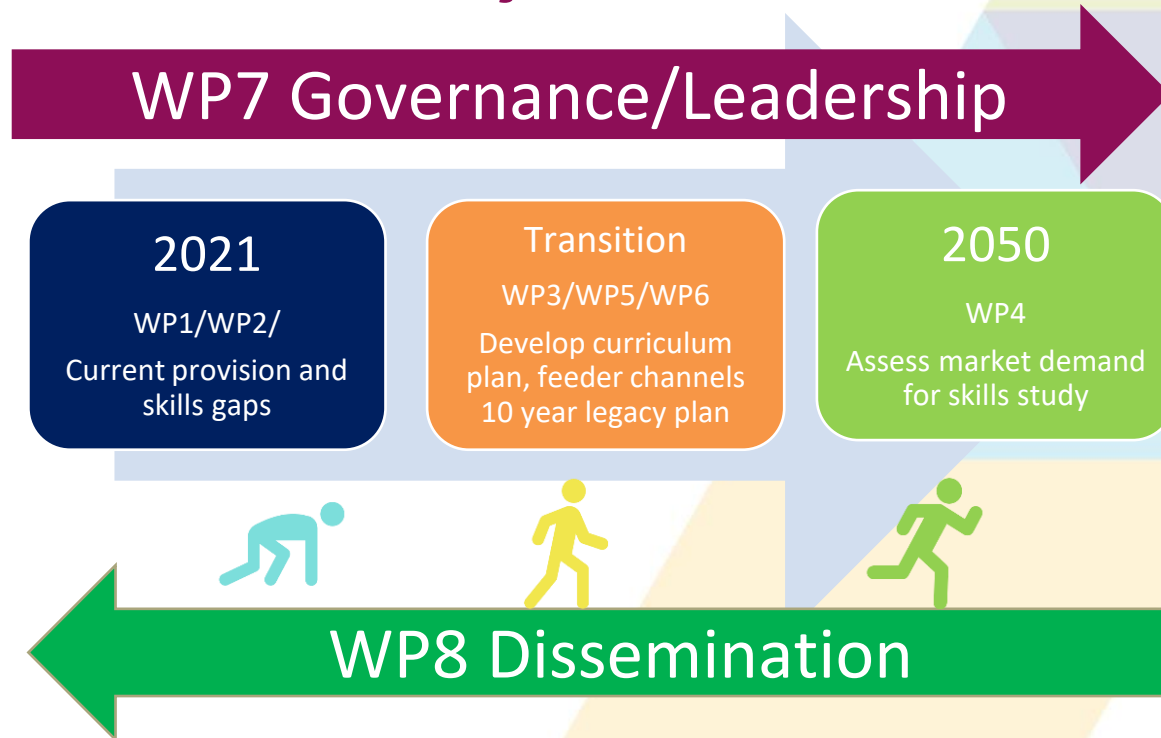 WP7 Governance/Leadership
2021
WP1/WP2/
Current provision and
skills gaps
Transition
WP3/WP5/WP6
Develop curriculum
plan, feeder channels
10 year legacy plan
2050
WP4
Assess market demand
for skills study
WP8 Dissemination